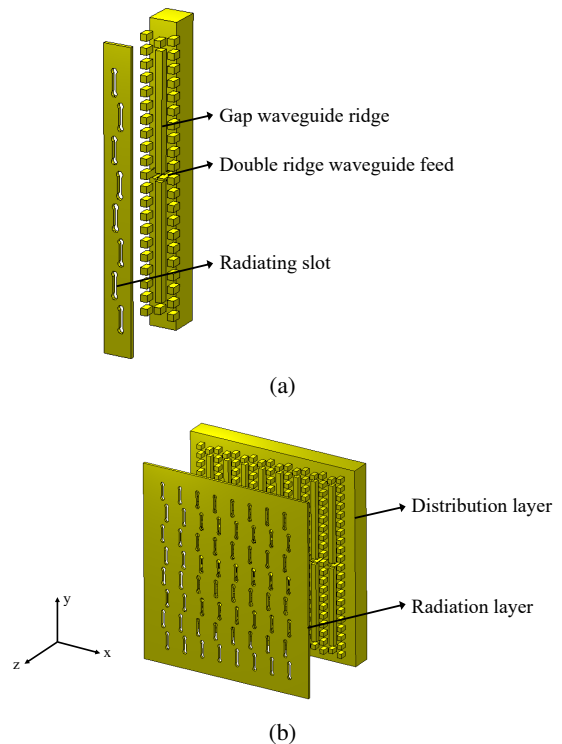 Gap waveguide ridge
Double ridge waveguide feed
Radiating slot
(a)
Distribution layer
Radiation layer
y
x
z
(b)